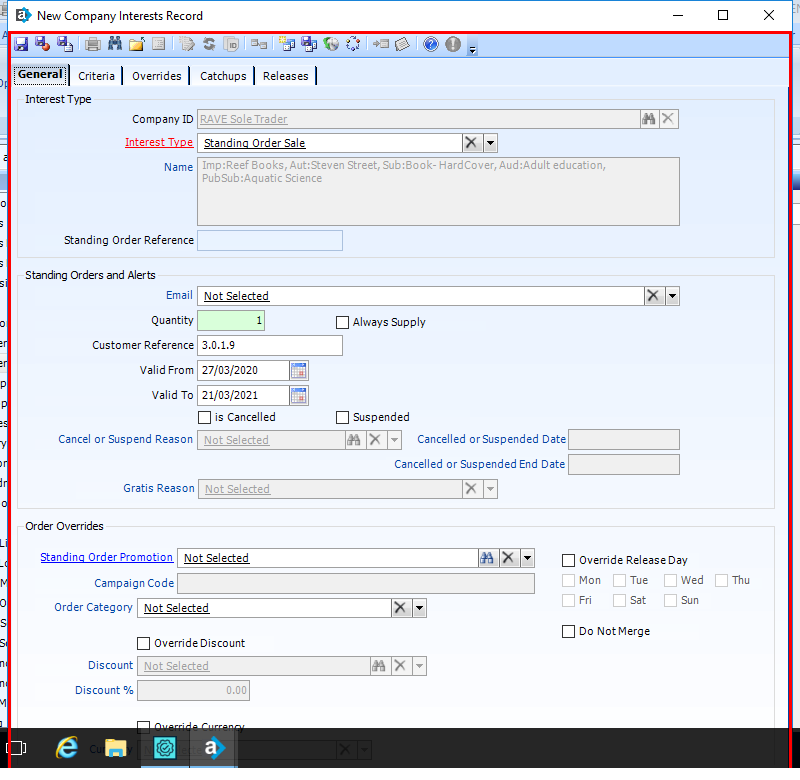 New Company Interests Record
General Criteria Overrides Catchups Releases
Interest Type
Company ID RAVE Sole Trader
Interest Type Standing Order Sale
Name Imp:Reef Books, Aut:Steven Street, Sub:Book- HardCover, Aud:Adult education,
PubSub:Aquatic Science
Standing Order Reference
Standing Orders and Alerts
Email Not Selected
Quantity 1 Always Supply
Customer Reference 3.0.1.9
Valid From 27/03/2020
Valid To 21/03/2021
is Cancelled Suspended
Cancel or Suspend Reason Not Selected Cancelled or Suspended Date
Cancelled or Suspended End Date
Gratis Reason Not Selected
Order Overrides
Standing Order Promotion Not Selected Override Release Day
Campaign Code Mon Tue Wed Thu
Order Category Not Selected Fri Sat Sun
Do Not Merge
Override Discount
Discount Not Selected
Discount % 0.00
Override Currency